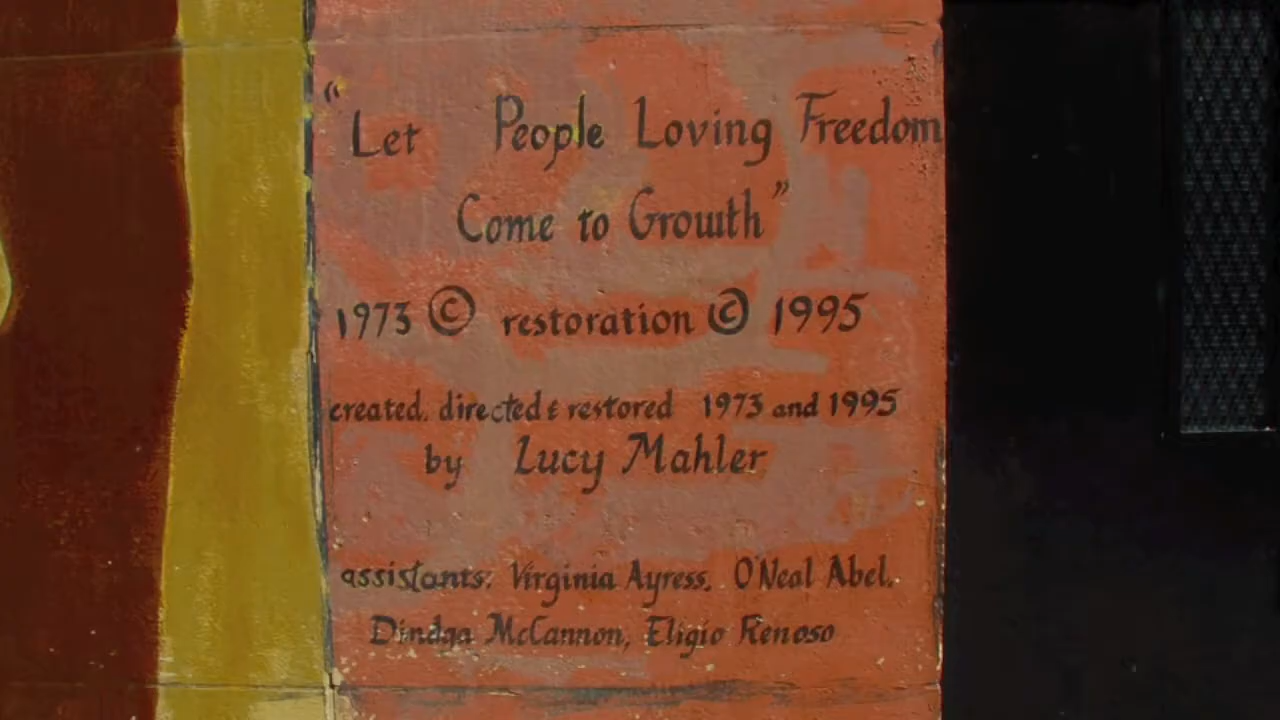 "Let People Loving Freedom
Come to Growth"
1973 © restoration © 1995
created, directed & restored 1973 and 1995
by Lucy Mahler
assistants: Virginia Ayress, O'Neal Abel,
Dindga McCannon, Eligio Renoso